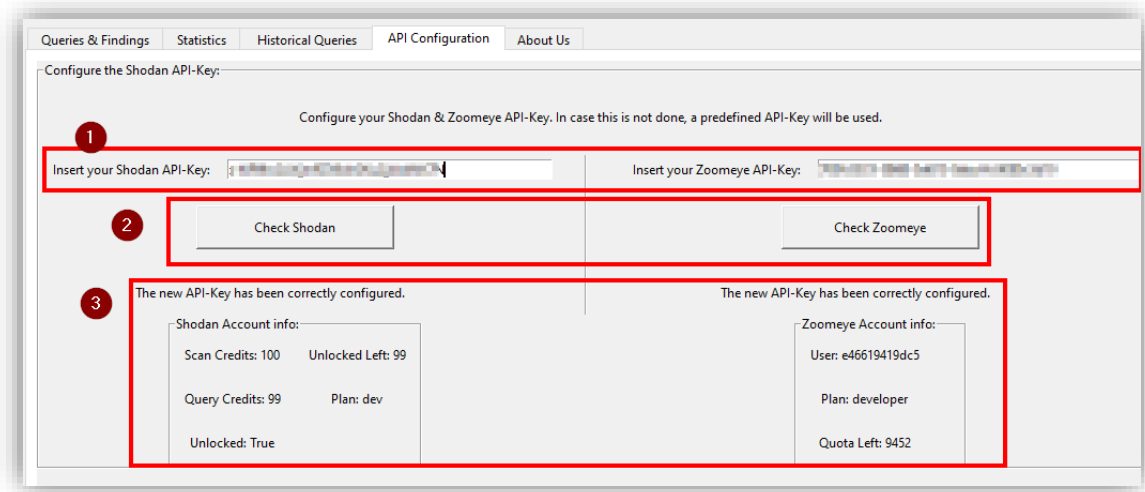 Queries & Findings Statistics Historical Queries API Configuration About Us
Configure the Shodan API-Key:
Configure your Shodan & Zoomeye API-Key. In case this is not done, a predefined API-Key will be used.
1
Insert your Shodan API-Key: Insert your Zoomeye API-Key:
2
Check Shodan Check Zoomeye
3
The new API-Key has been correctly configured. The new API-Key has been correctly configured.
Shodan Account info: Zoomeye Account info:
Scan Credits: 100 Unlocked Left: 99 User: e46619419dc5
Query Credits: 99 Plan: dev Plan: developer
Unlocked: True Quota Left: 9452